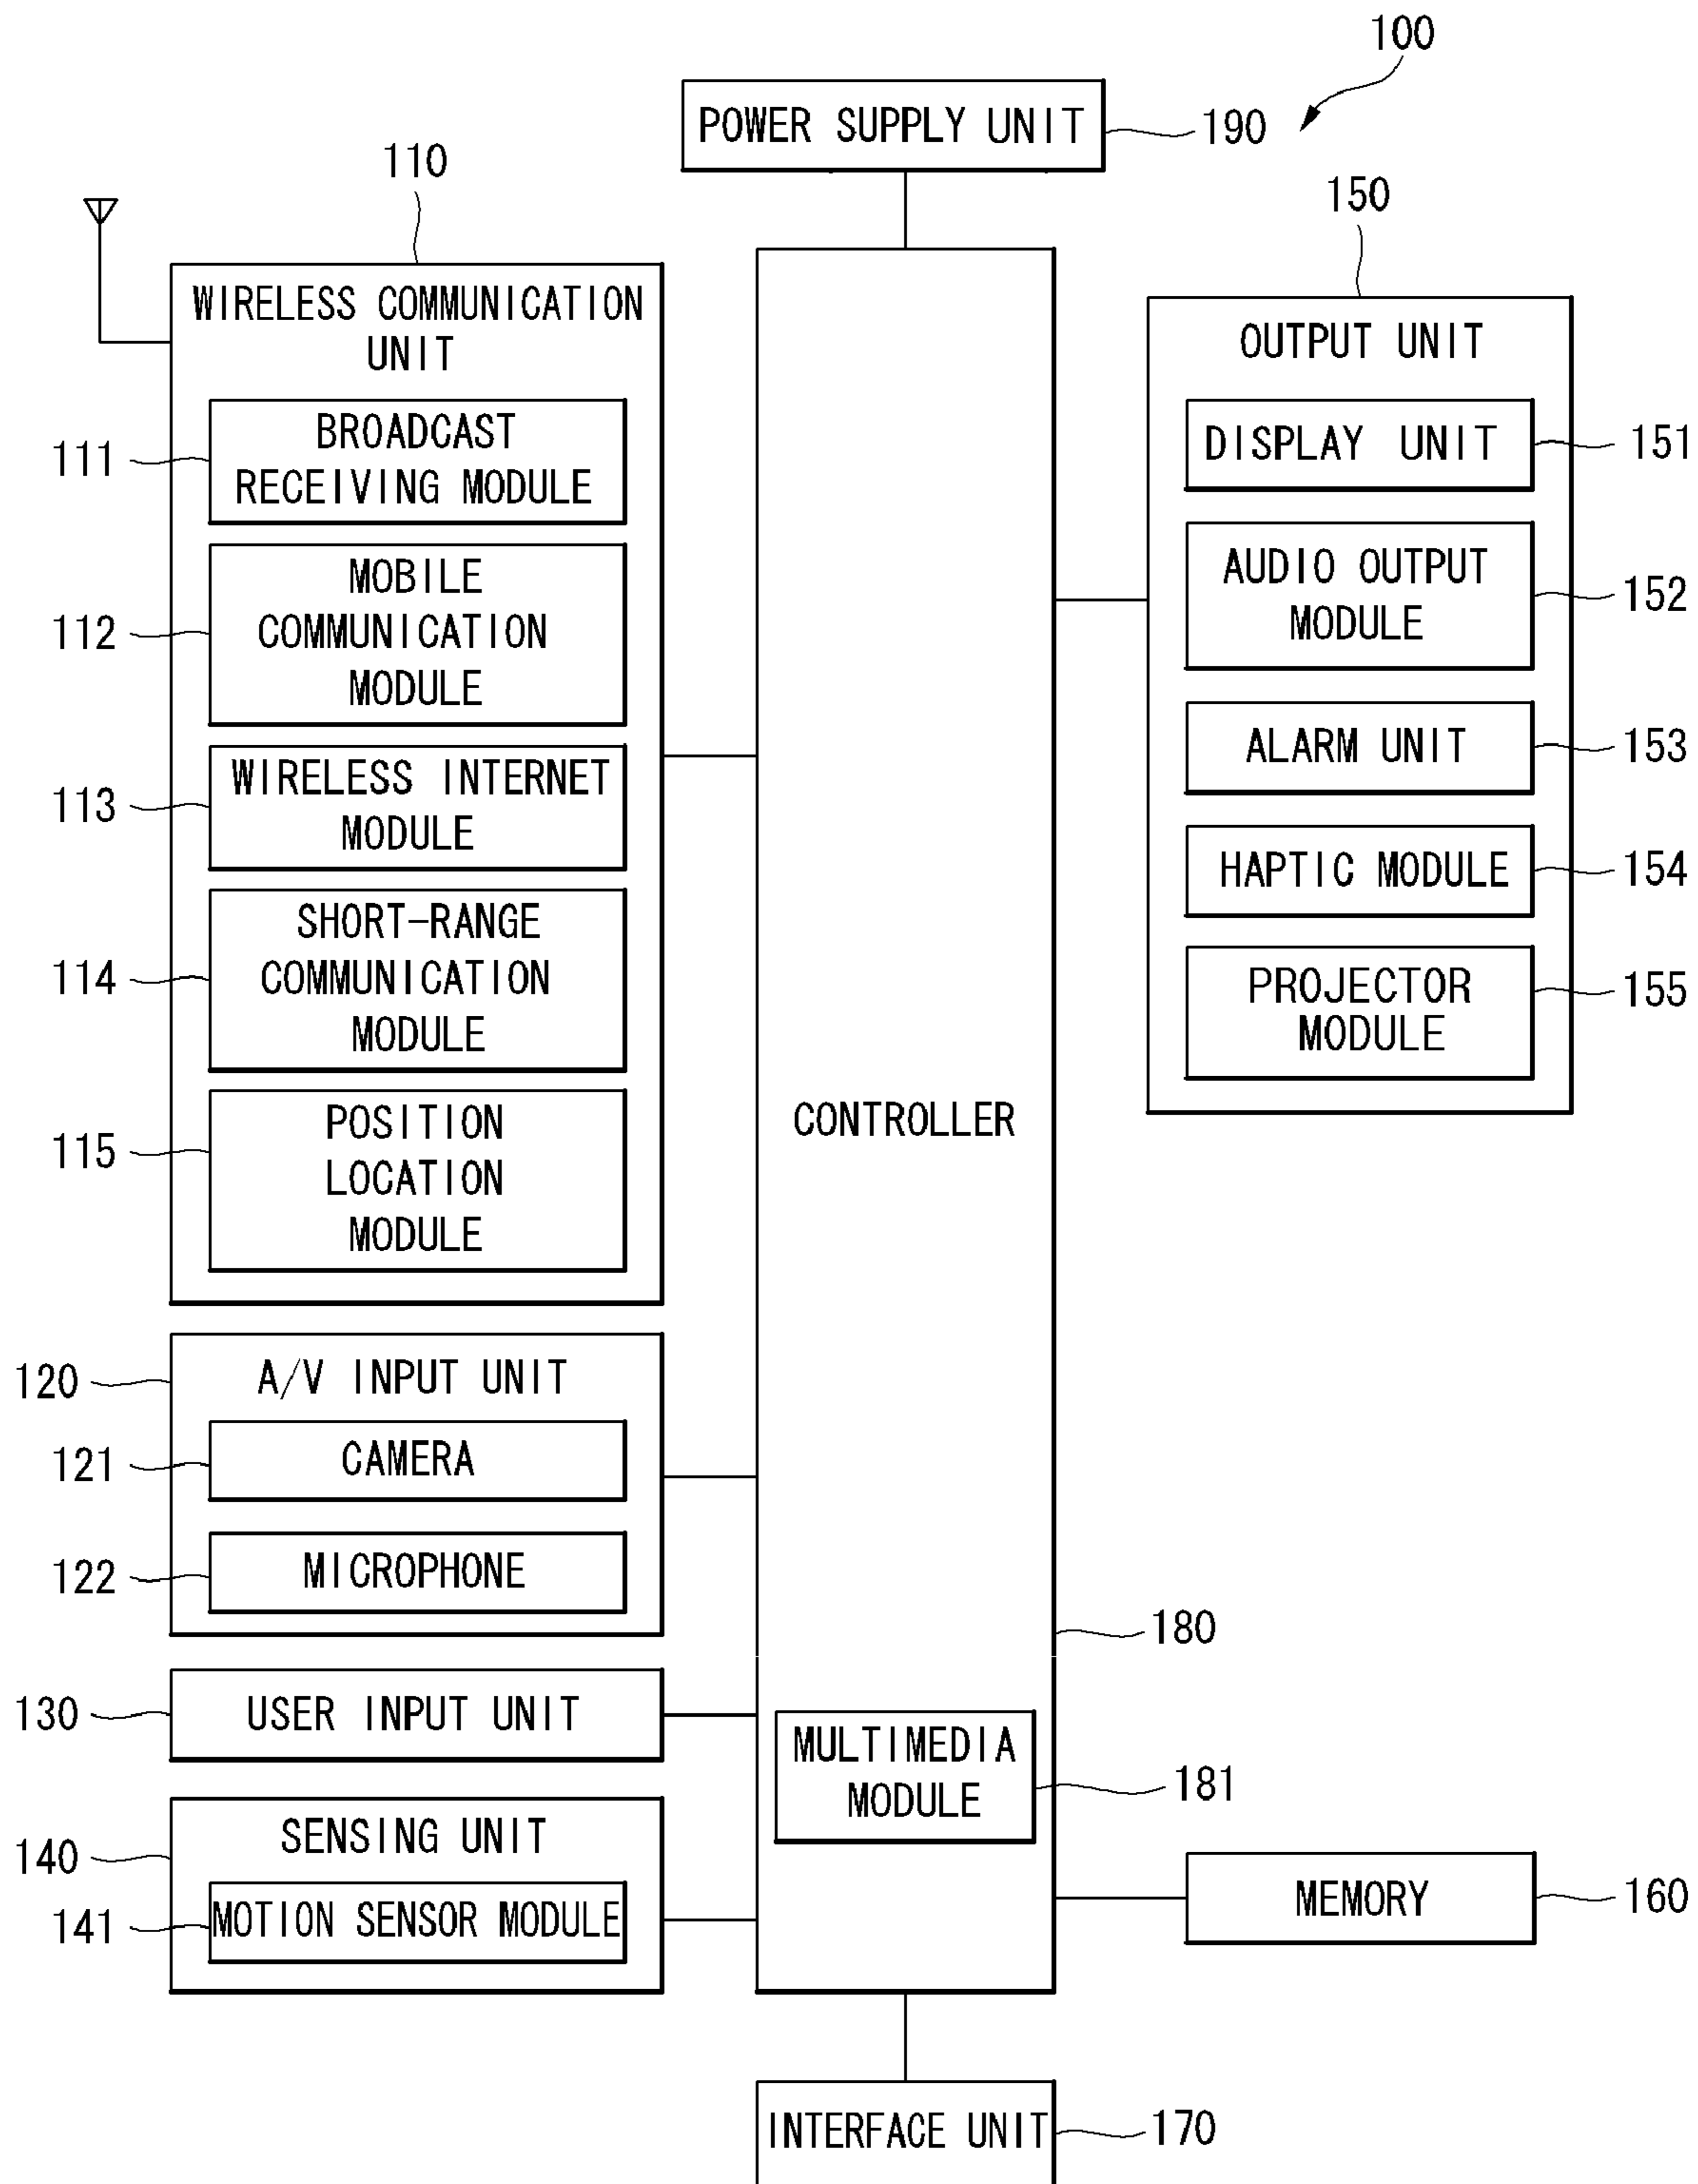 100
POWER SUPPLY UNIT
190
110
WIRELESS COMMUNICATION
UNIT
111
BROADCAST
RECEIVING MODULE
112
MOBILE
COMMUNICATION
MODULE
113
WIRELESS INTERNET
MODULE
114
SHORT-RANGE
COMMUNICATION
MODULE
115
POSITION
LOCATION
MODULE
120
A/V INPUT UNIT
121
CAMERA
122
MICROPHONE
130
USER INPUT UNIT
140
SENSING UNIT
141
MOTION SENSOR MODULE
CONTROLLER
180
MULTIMEDIA
MODULE
181
150
OUTPUT UNIT
DISPLAY UNIT
151
AUDIO OUTPUT
MODULE
152
ALARM UNIT
153
HAPTIC MODULE
154
PROJECTOR
MODULE
155
MEMORY
160
INTERFACE UNIT
170